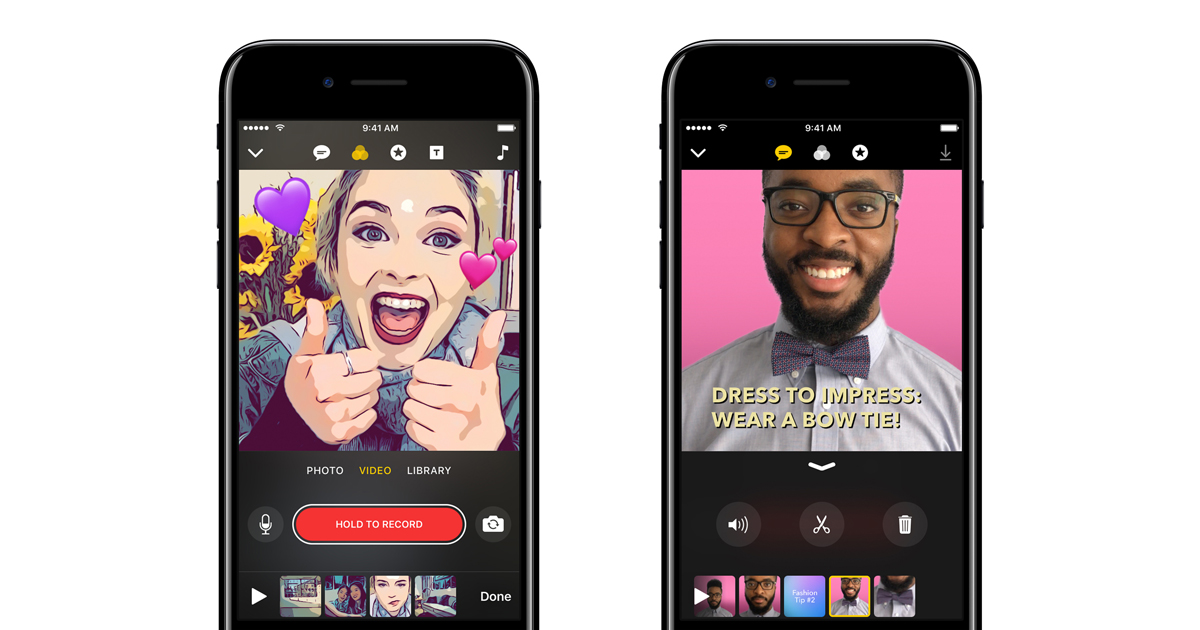 9:41 AM
T
PHOTO VIDEO LIBRARY
HOLD TO RECORD
Done
9:41 AM
DRESS TO IMPRESS:
WEAR A BOW TIE!
Fashion
Tip #2